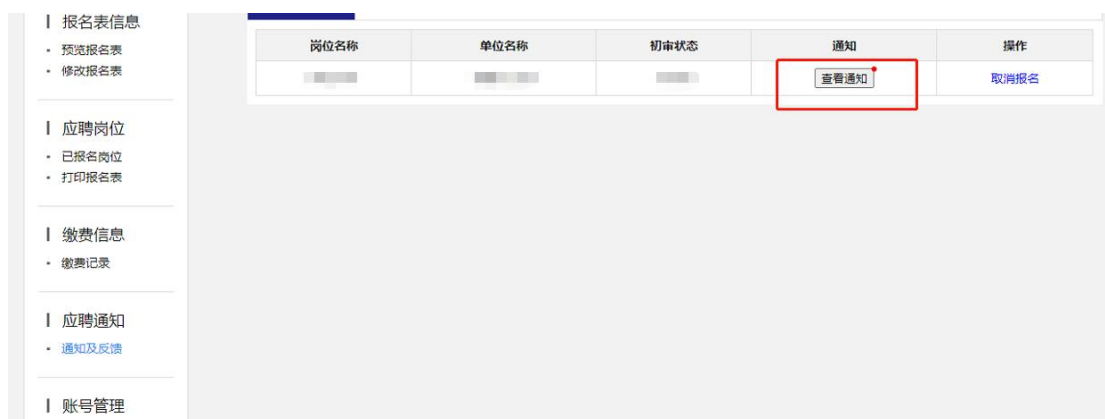 报名表信息
预览报名表
修改报名表
应聘岗位
已报名岗位
打印报名表
缴费信息
缴费记录
应聘通知
通知及反馈
账号管理
岗位名称 单位名称 初审状态 通知 操作
查看通知 取消报名